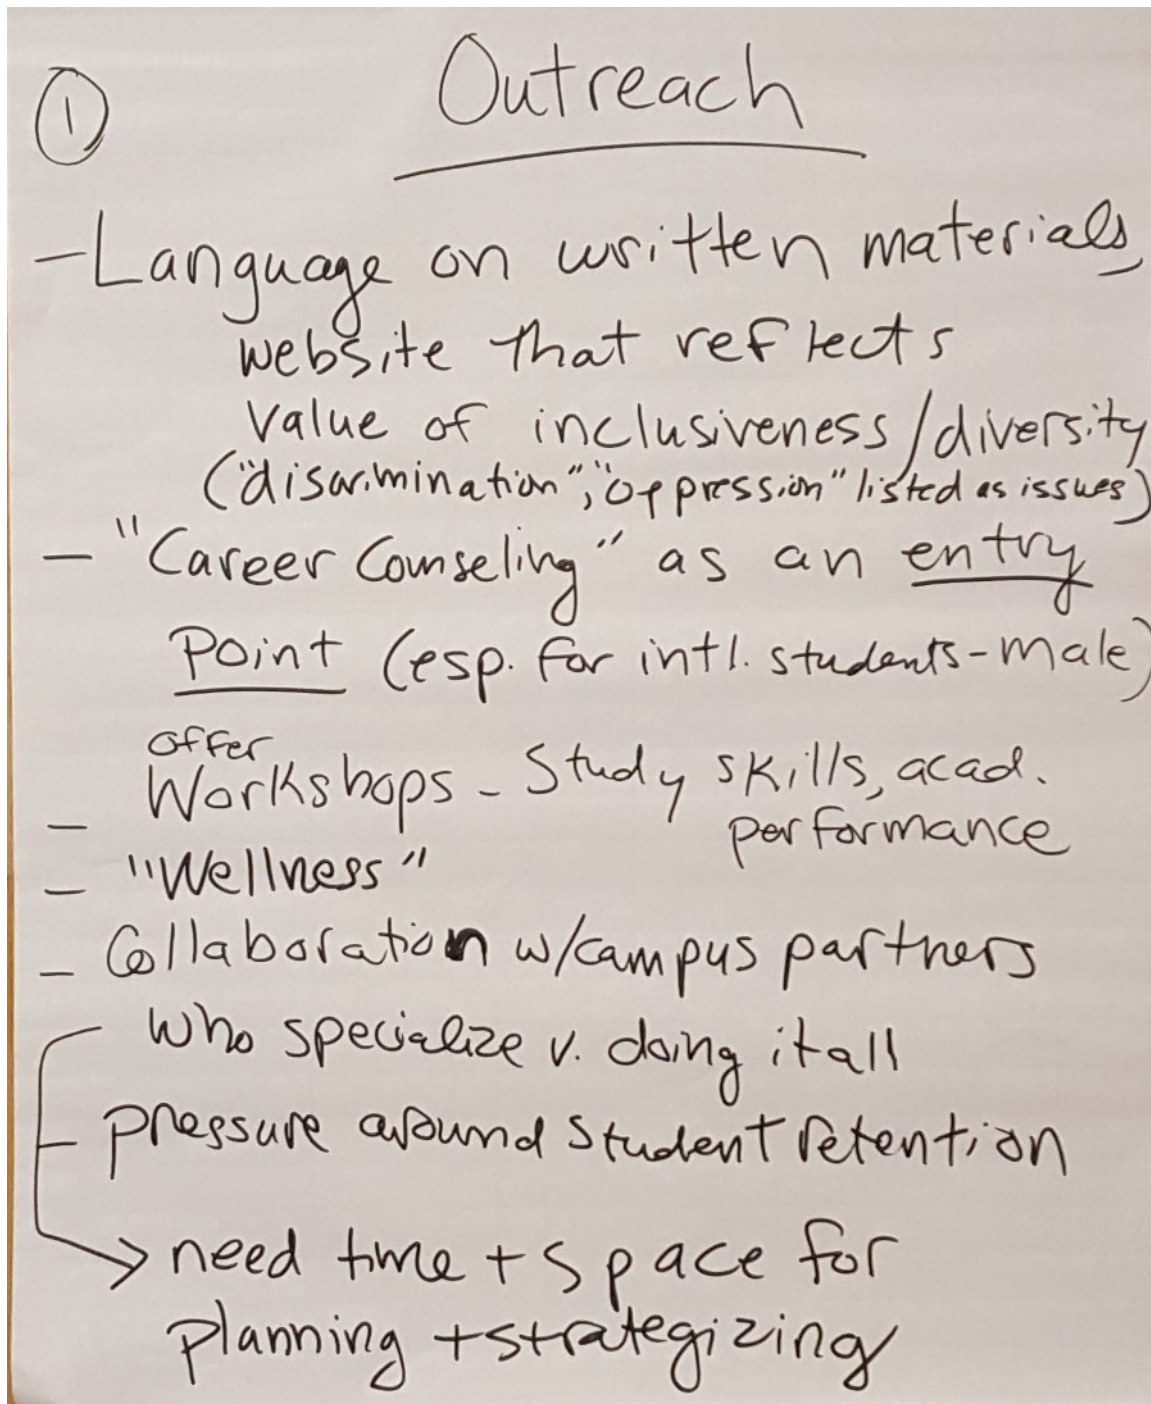 ① Outreach
- Language on written materials,
website that reflects
value of inclusiveness/diversity
("discrimination", "oppression" listed as issues)
- "Career Counseling" as an entry
point (esp. for intl. students - male)
offer
- Workshops - Study skills, acad.
performance
- "Wellness"
- Collaboration w/campus partners
who specialize v. doing it all
- pressure around student retention
→ need time + space for
planning + strategizing